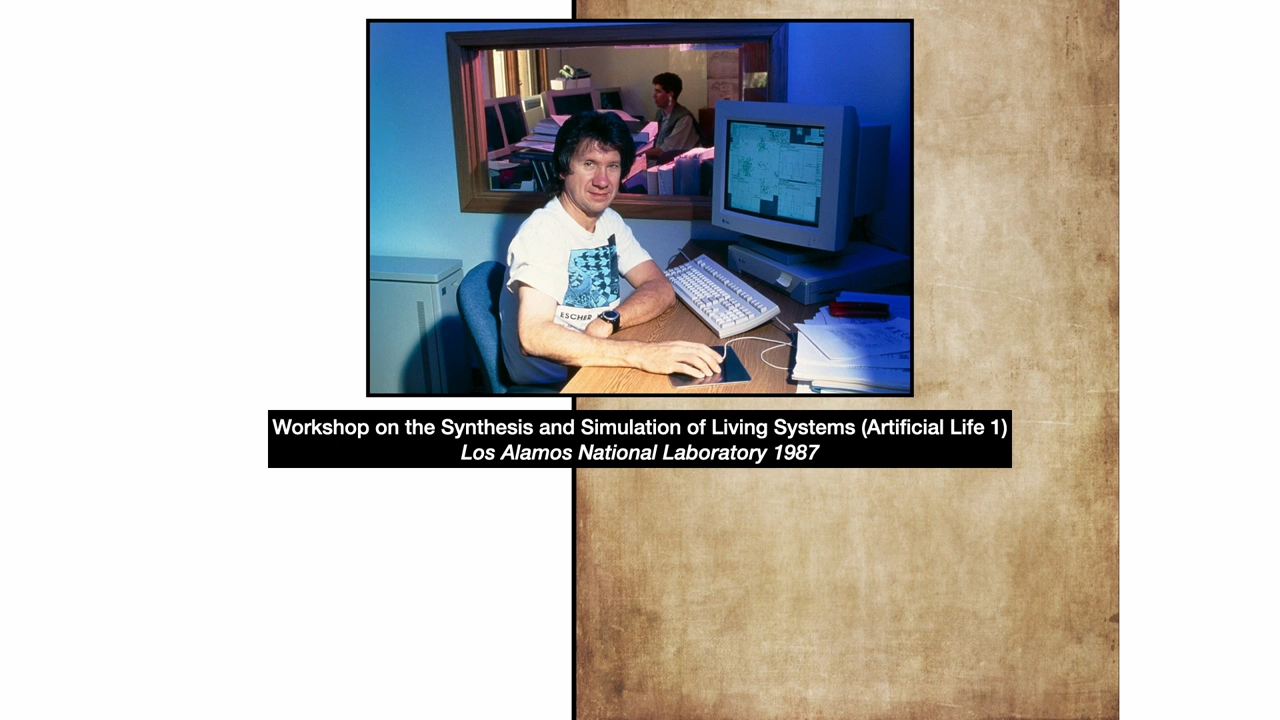 ESCHER
Workshop on the Synthesis and Simulation of Living Systems (Artificial Life 1)
Los Alamos National Laboratory 1987